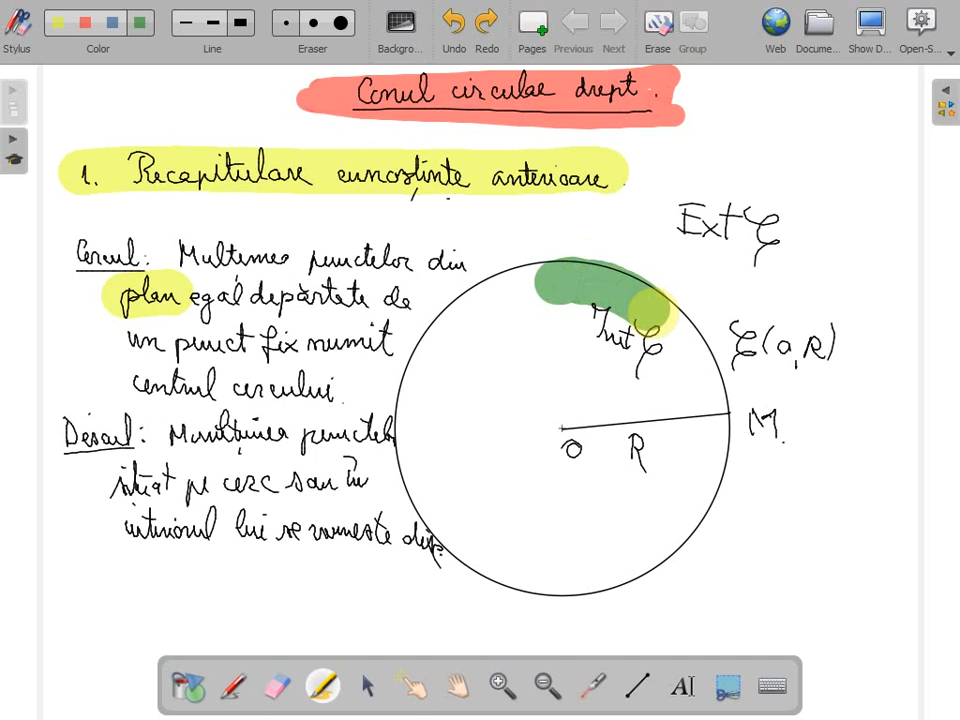 Stylus
Color
Line
Eraser
Backgro...
Undo
Redo
Pages
Previous
Next
Erase
Group
Web
Docume...
Show D...
Open-S...
Conul circular drept.
1. Recapitulare cunoștințe anterioare.
Cercul: Mulțimea punctelor din
plan egal depărtate de
un punct fix numit
centrul cercului.
Discul: punctelor
situat pe cerc sau în
interiorul lui se numeste disc.
Ext C
Int C
C(O, R)
M.
O
R
AI